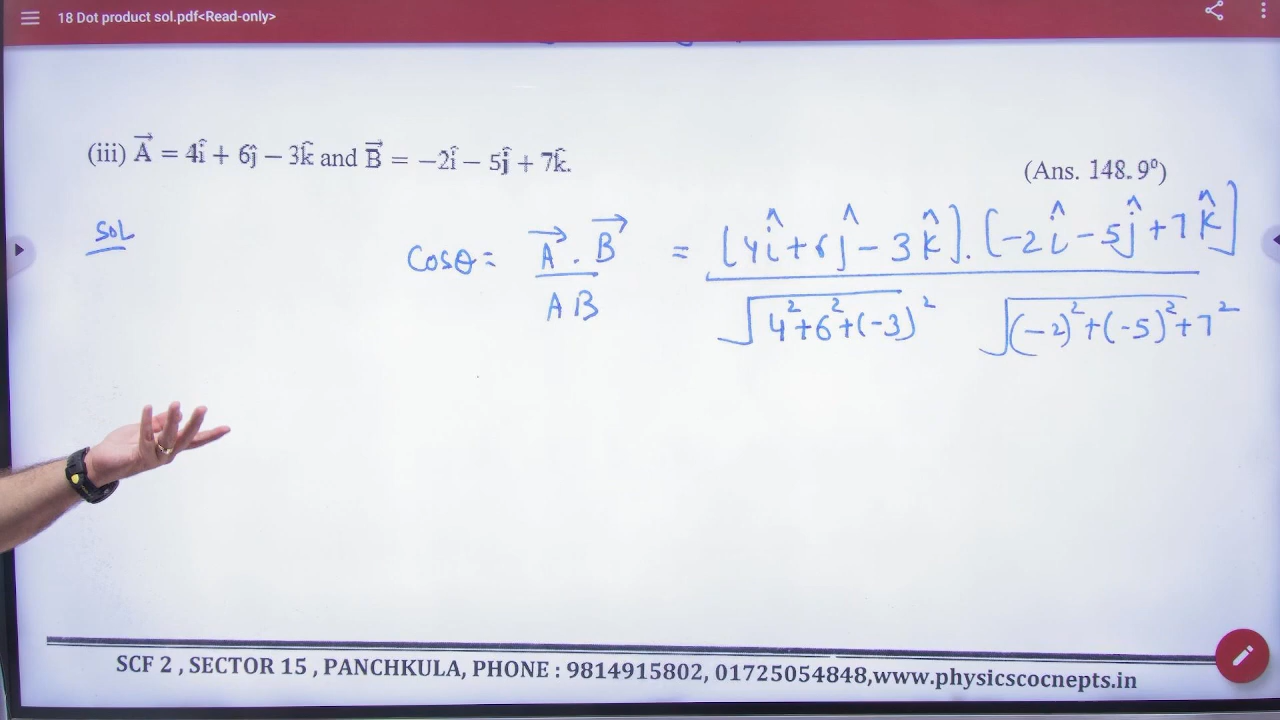 18 Dot product sol.pdf<Read-only>
(iii) A⃗ = 4î + 6ĵ − 3k̂ and B⃗ = −2î − 5ĵ + 7k̂.
(Ans. 148.9⁰)
SOL
Cosθ = A⃗ . B⃗ / AB = [4î + 6ĵ − 3k̂] . [−2î − 5ĵ + 7k̂] / √4² + 6² + (−3)² √(−2)² + (−5)² + 7²
SCF 2 , SECTOR 15 , PANCHKULA, PHONE : 9814915802, 01725054848,www.physicscocnepts.in